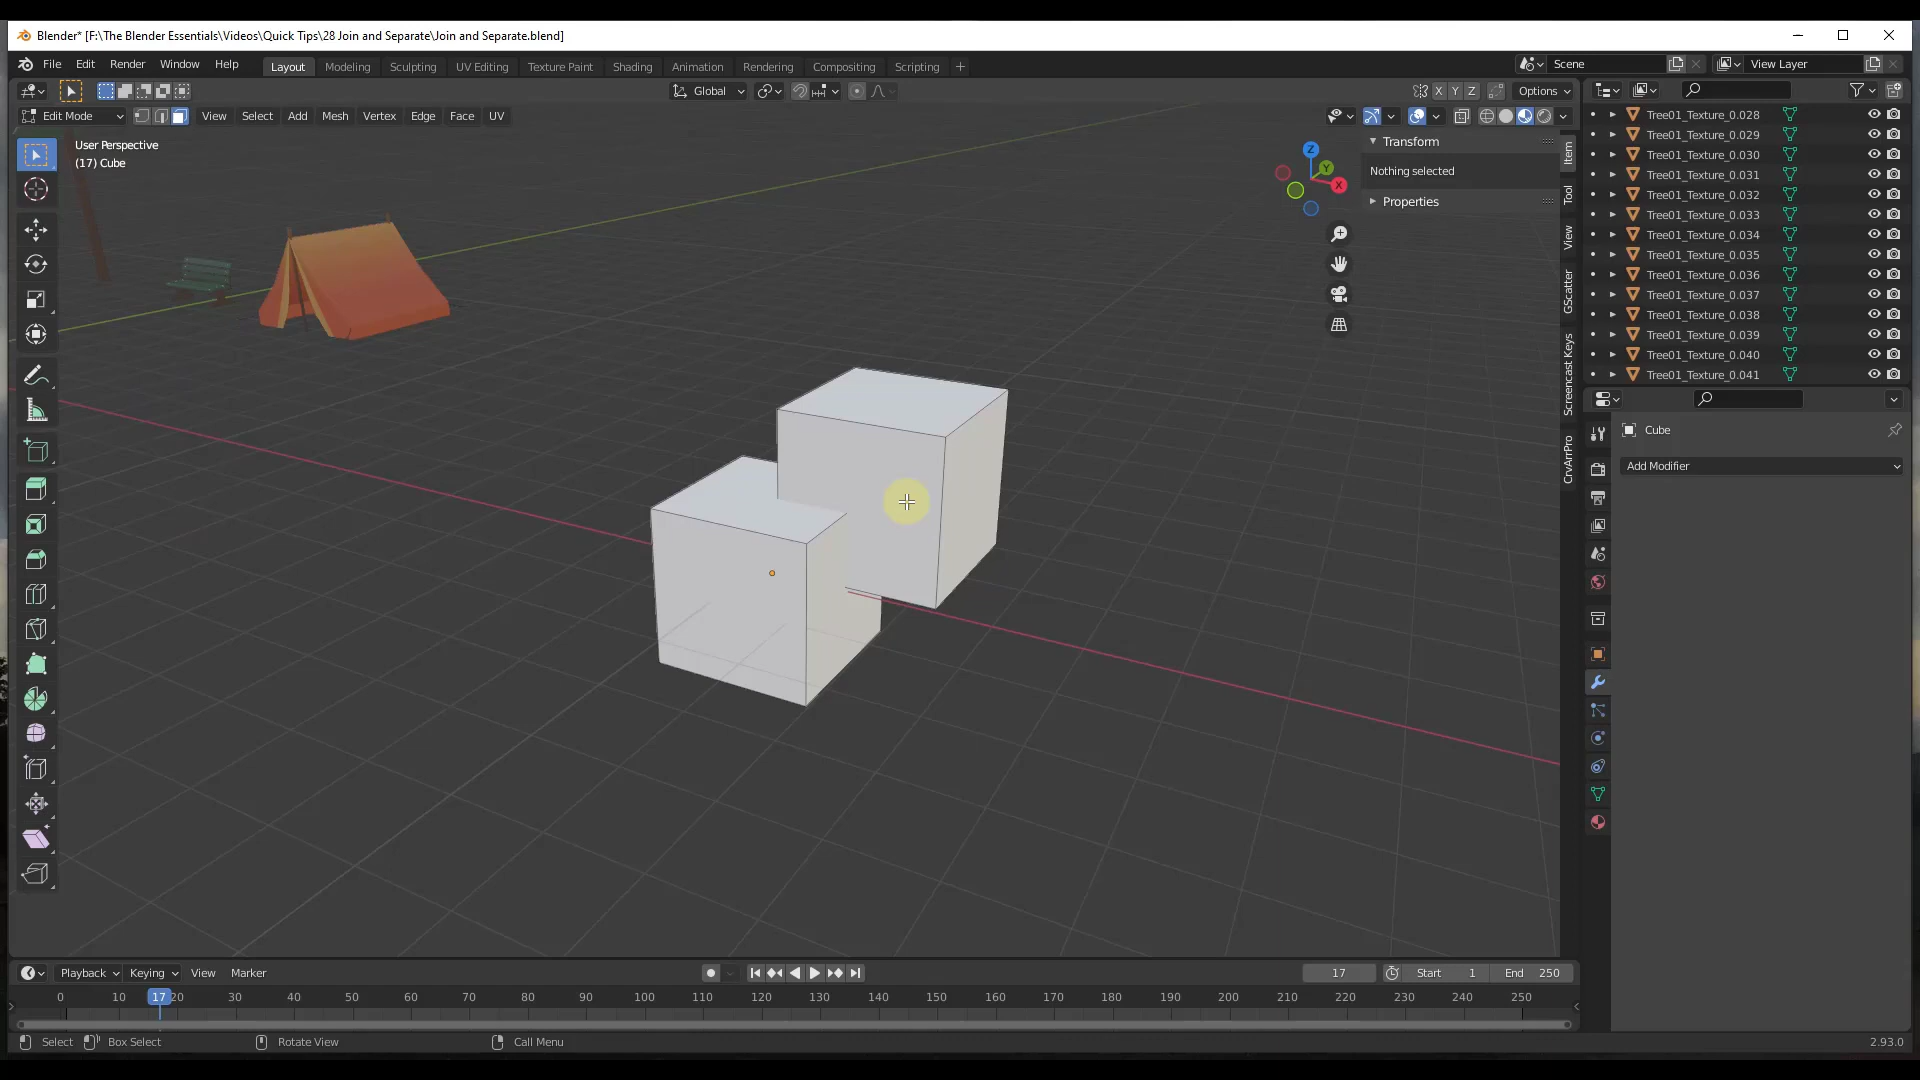 Blender* [F:\The Blender Essentials\Videos\Quick Tips\28 Join and Separate\Join and Separate.blend]
File Edit Render Window Help Layout Modeling Sculpting UV Editing Texture Paint Shading Animation Rendering Compositing Scripting + Scene View Layer
Global X Y Z Options
Edit Mode View Select Add Mesh Vertex Edge Face UV
User Perspective
(17) Cube
Z
Y
X
Transform
Nothing selected
Properties
Item
Tool
View
GScatter
Screencast Keys
CrvArrPro
Tree01_Texture_0.028
Tree01_Texture_0.029
Tree01_Texture_0.030
Tree01_Texture_0.031
Tree01_Texture_0.032
Tree01_Texture_0.033
Tree01_Texture_0.034
Tree01_Texture_0.035
Tree01_Texture_0.036
Tree01_Texture_0.037
Tree01_Texture_0.038
Tree01_Texture_0.039
Tree01_Texture_0.040
Tree01_Texture_0.041
Cube
Add Modifier
Playback Keying View Marker 17 Start 1 End 250
0 10 17 20 30 40 50 60 70 80 90 100 110 120 130 140 150 160 170 180 190 200 210 220 230 240 250
Select Box Select Rotate View Call Menu 2.93.0